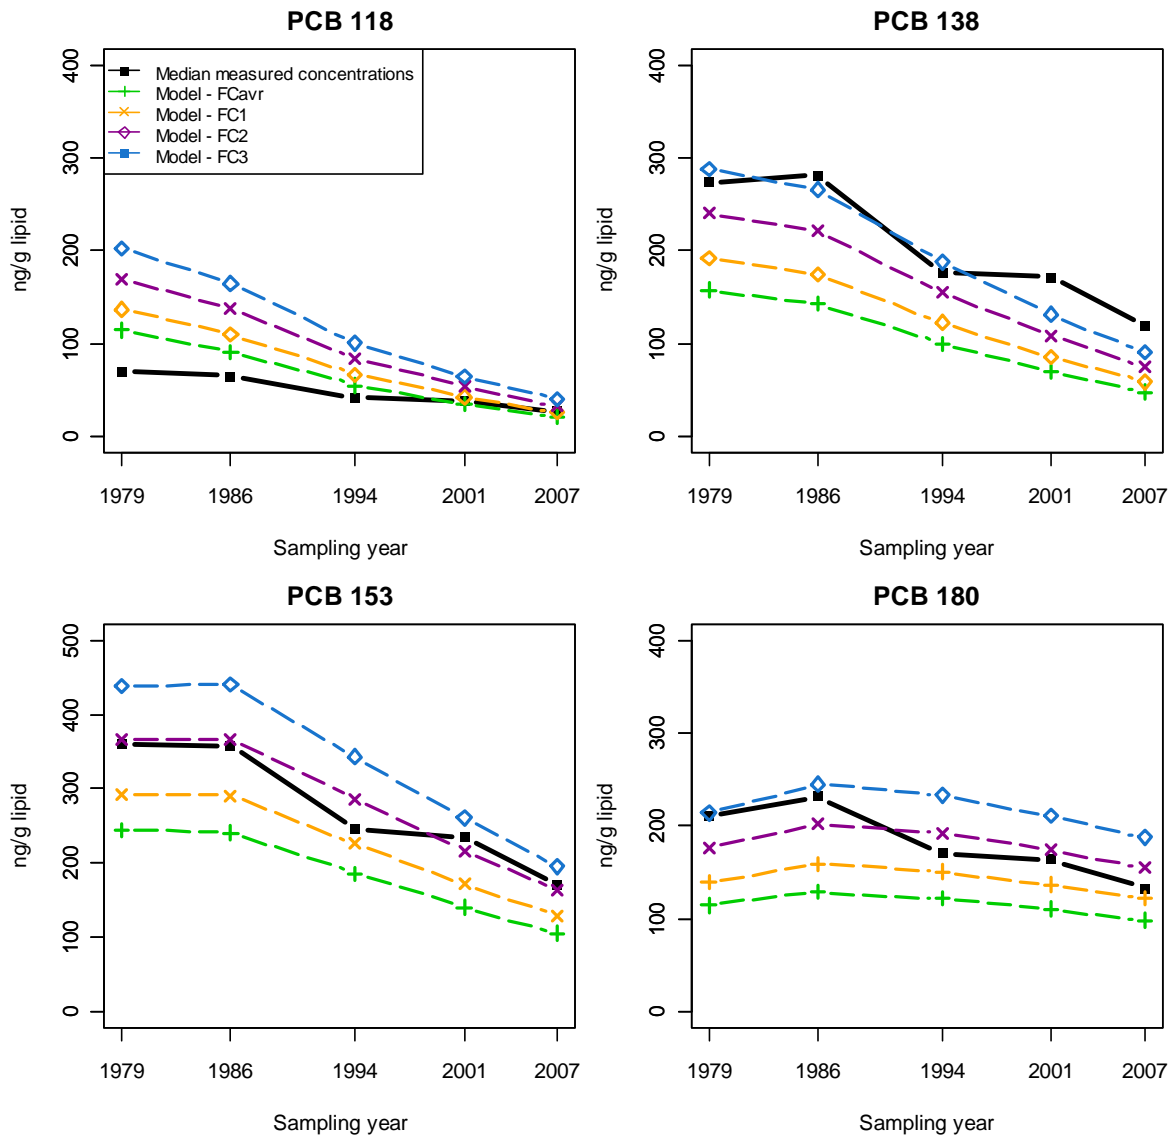 PCB 118
ng/g lipid
400
300
200
100
0
Median measured concentrations
Model - FCavr
Model - FC1
Model - FC2
Model - FC3
1979 1986 1994 2001 2007
Sampling year
PCB 138
ng/g lipid
400
300
200
100
0
1979 1986 1994 2001 2007
Sampling year
PCB 153
ng/g lipid
500
400
300
200
100
0
1979 1986 1994 2001 2007
Sampling year
PCB 180
ng/g lipid
400
300
200
100
0
1979 1986 1994 2001 2007
Sampling year